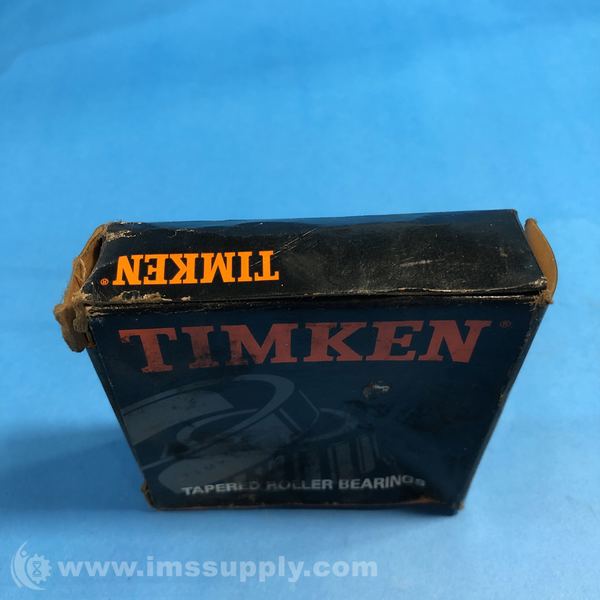 TIMKEN®
TIMKEN®
TAPERED ROLLER BEARINGS
www.imssupply.com